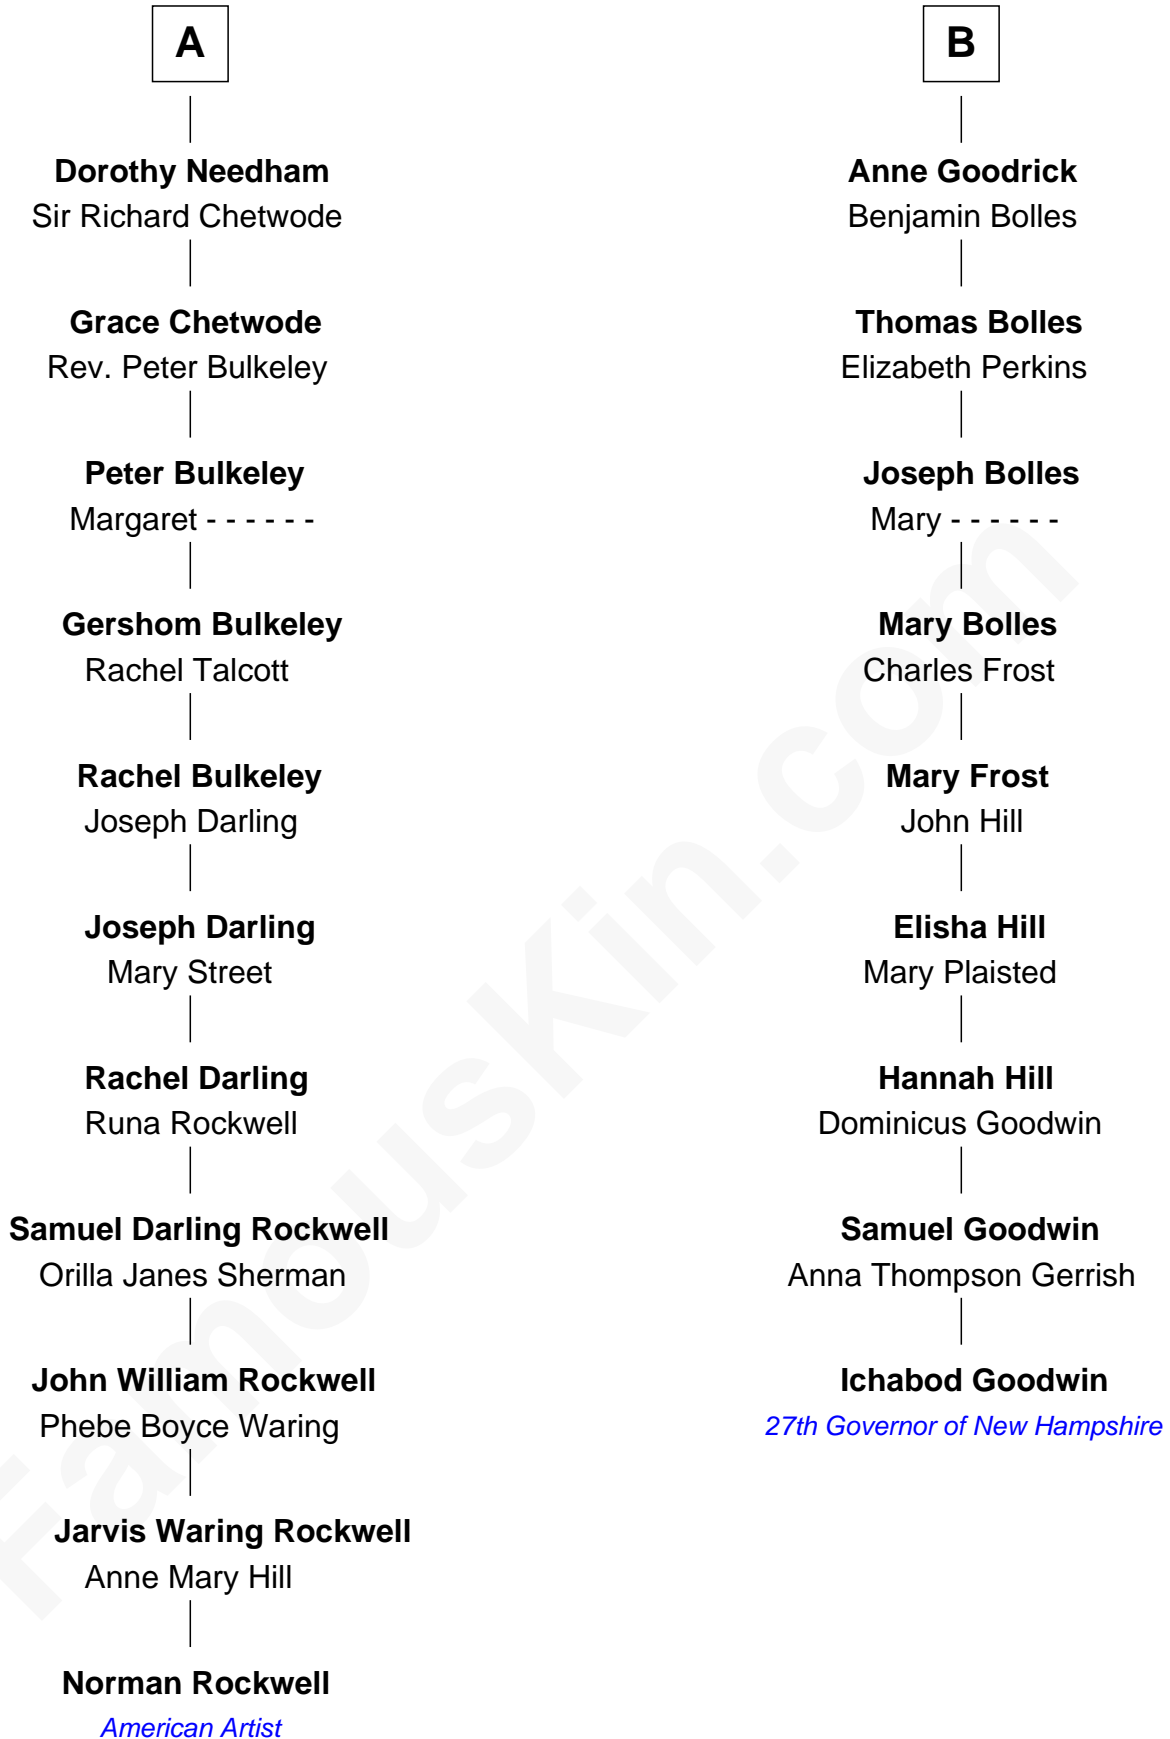 A
Dorothy Needham
Sir Richard Chetwode
Grace Chetwode
Rev. Peter Bulkeley
Peter Bulkeley
Margaret - - - - - -
Gershom Bulkeley
Rachel Talcott
Rachel Bulkeley
Joseph Darling
Joseph Darling
Mary Street
Rachel Darling
Runa Rockwell
Samuel Darling Rockwell
Orilla Janes Sherman
John William Rockwell
Phebe Boyce Waring
Jarvis Waring Rockwell
Anne Mary Hill
Norman Rockwell
American Artist
B
Anne Goodrick
Benjamin Bolles
Thomas Bolles
Elizabeth Perkins
Joseph Bolles
Mary - - - - - -
Mary Bolles
Charles Frost
Mary Frost
John Hill
Elisha Hill
Mary Plaisted
Hannah Hill
Dominicus Goodwin
Samuel Goodwin
Anna Thompson Gerrish
Ichabod Goodwin
27th Governor of New Hampshire
FamousKin.com